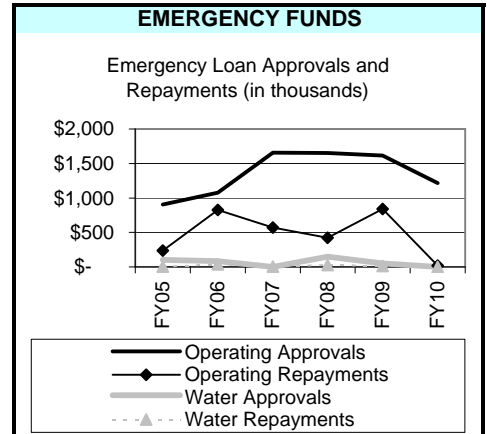 EMERGENCY FUNDS
Emergency Loan Approvals and
Repayments (in thousands)
$2,000
$1,500
$1,000
$500
$-
FY05
FY06
FY07
FY08
FY09
FY10
Operating Approvals
Operating Repayments
Water Approvals
Water Repayments